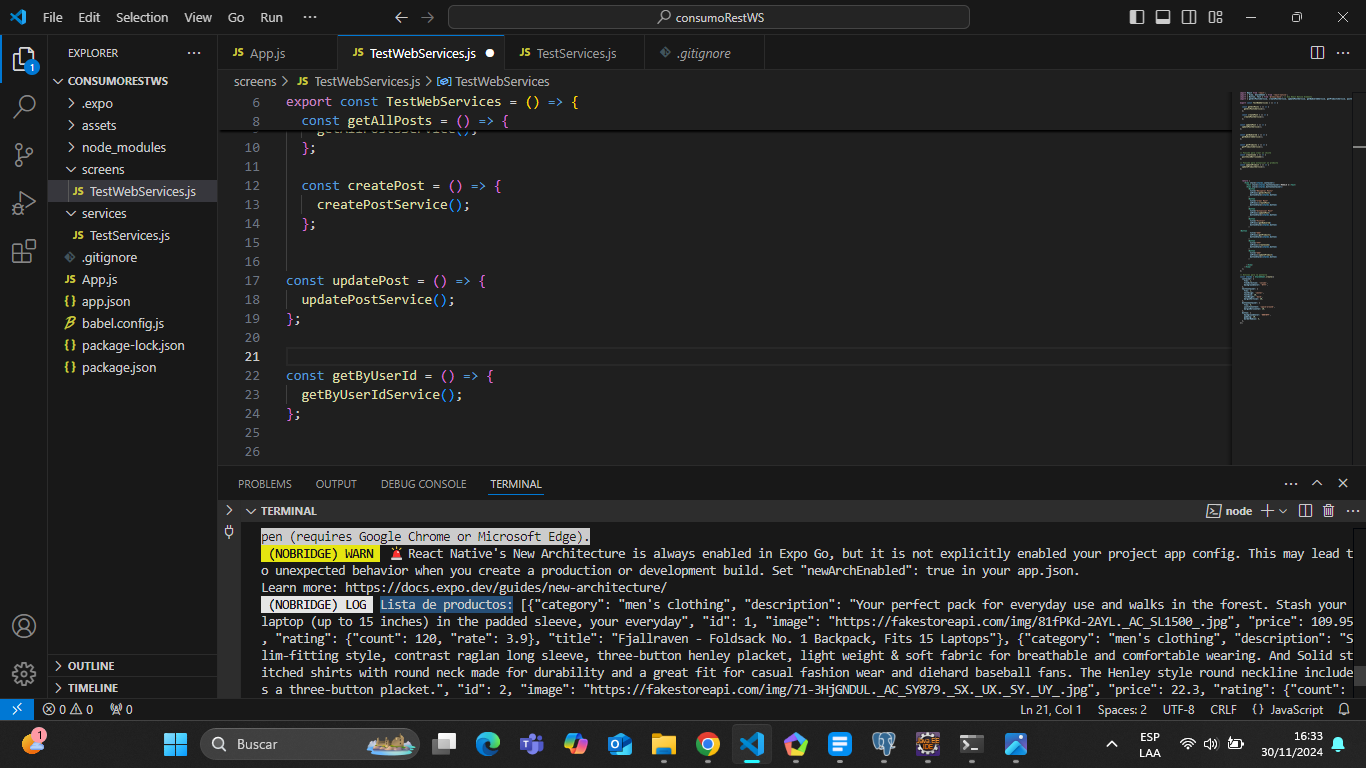 File Edit Selection View Go Run ···
consumoRestWS
EXPLORER ···
App.js
TestWebServices.js
TestServices.js
.gitignore
CONSUMORESTWS
.expo
assets
node_modules
screens
TestWebServices.js
services
TestServices.js
.gitignore
App.js
app.json
babel.config.js
package-lock.json
package.json
OUTLINE
TIMELINE
screens > JS TestWebServices.js > TestWebServices
6 export const TestWebServices = () => {
8 const getAllPosts = () => {
9 getAllPostsService();
10 };
11
12 const createPost = () => {
13 createPostService();
14 };
15
16
17 const updatePost = () => {
18 updatePostService();
19 };
20
21
22 const getByUserId = () => {
23 getByUserIdService();
24 };
25
26
PROBLEMS OUTPUT DEBUG CONSOLE TERMINAL
TERMINAL
node
pen (requires Google Chrome or Microsoft Edge).
(NOBRIDGE) WARN 🚨 React Native's New Architecture is always enabled in Expo Go, but it is not explicitly enabled your project app config. This may lead t
o unexpected behavior when you create a production or development build. Set "newArchEnabled": true in your app.json.
Learn more: https://docs.expo.dev/guides/new-architecture/
(NOBRIDGE) LOG Lista de productos: [{"category": "men's clothing", "description": "Your perfect pack for everyday use and walks in the forest. Stash your
laptop (up to 15 inches) in the padded sleeve, your everyday", "id": 1, "image": "https://fakestoreapi.com/img/81fPKd-2AYL._AC_SL1500_.jpg", "price": 109.95
, "rating": {"count": 120, "rate": 3.9}, "title": "Fjallraven - Foldsack No. 1 Backpack, Fits 15 Laptops"}, {"category": "men's clothing", "description": "S
lim-fitting style, contrast raglan long sleeve, three-button henley placket, light weight & soft fabric for breathable and comfortable wearing. And Solid st
itched shirts with round neck made for durability and a great fit for casual fashion wear and diehard baseball fans. The Henley style round neckline include
s a three-button placket.", "id": 2, "image": "https://fakestoreapi.com/img/71-3HjGNDUL._AC_SY879._SX._UX._SY._UY_.jpg", "price": 22.3, "rating": {"count":
0 0 0
Ln 21, Col 1 Spaces: 2 UTF-8 CRLF {} JavaScript
1
Buscar
ESP
LAA
16:33
30/11/2024